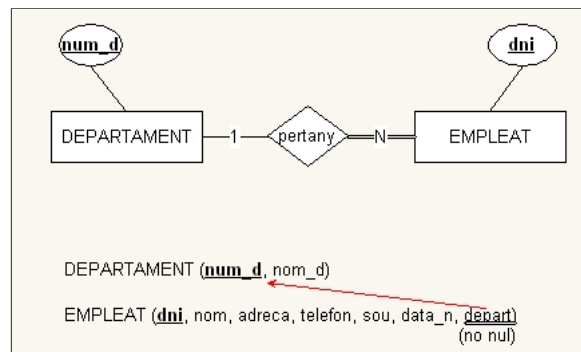 num_d
dni
DEPARTAMENT 1 pertany N EMPLEAT
DEPARTAMENT (num_d, nom_d)
EMPLEAT (dni, nom, adreca, telefon, sou, data_n, depart)
(no nul)